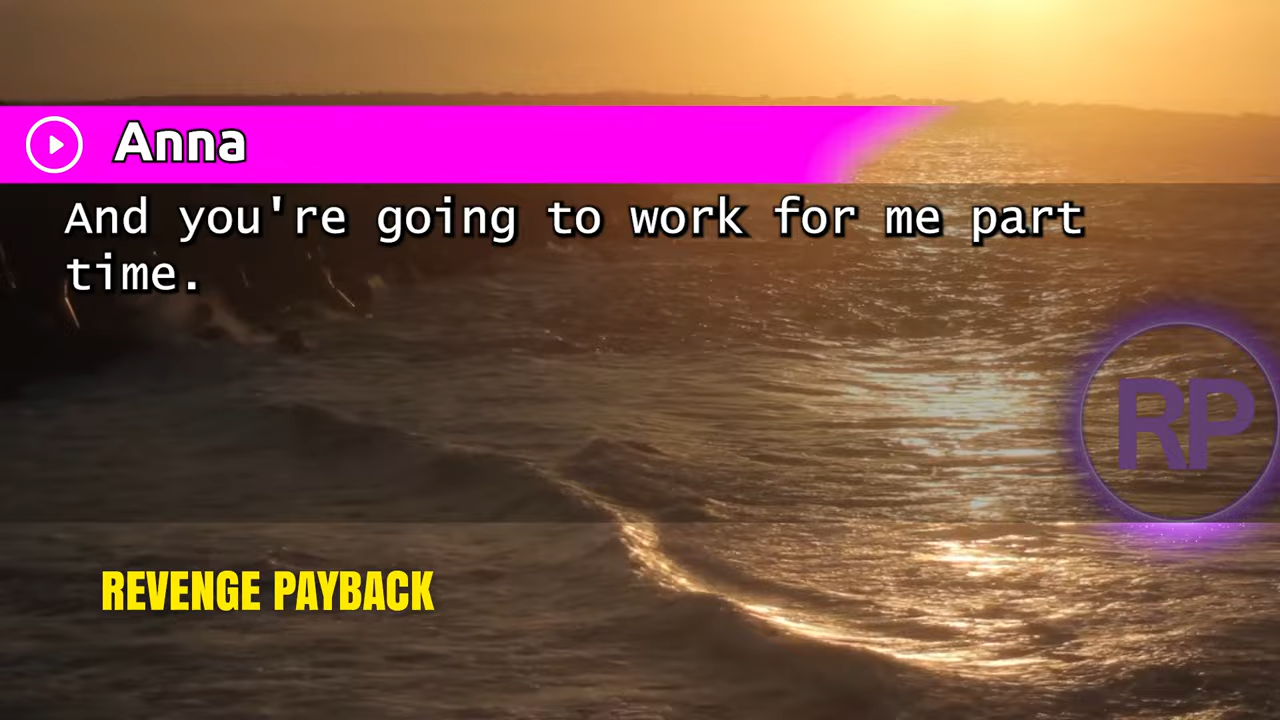 Anna
And you're going to work for me part
time.
RP
REVENGE PAYBACK